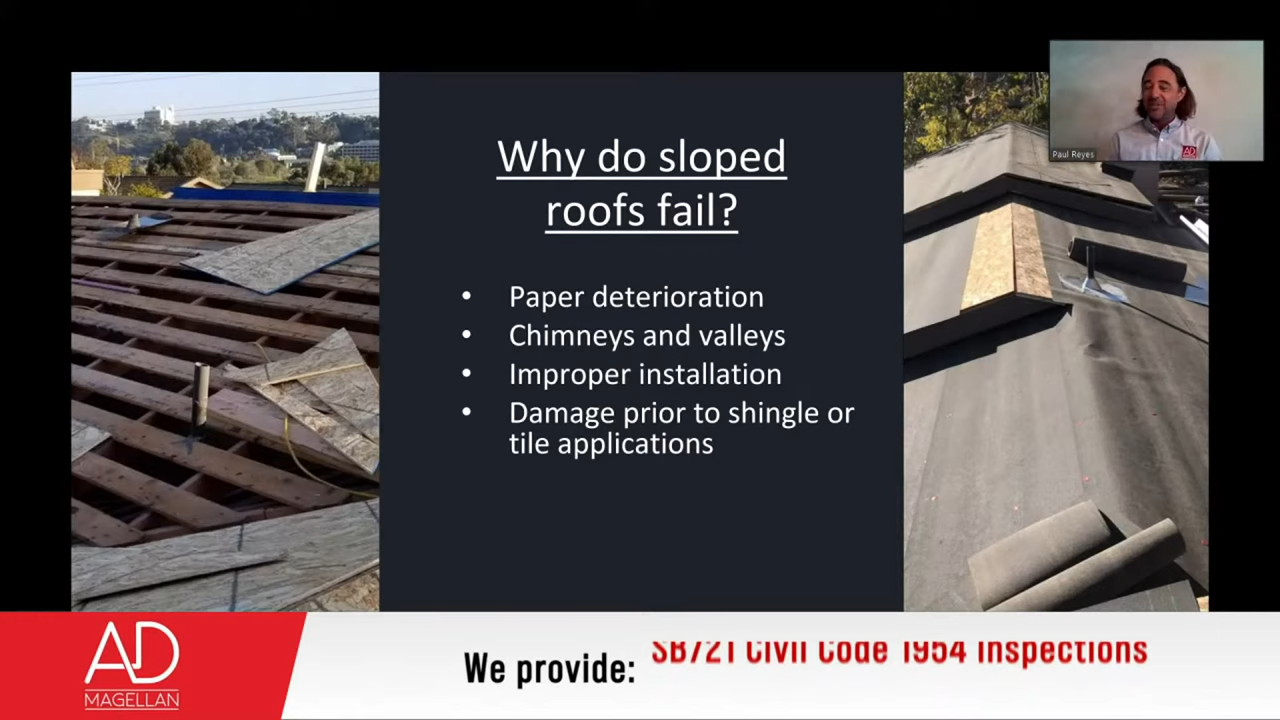 Why do sloped
roofs fail?
• Paper deterioration
• Chimneys and valleys
• Improper installation
• Damage prior to shingle or
tile applications
Paul Reyes
AD
MAGELLAN
We provide:
SB721 Civil Code 1954 Inspections